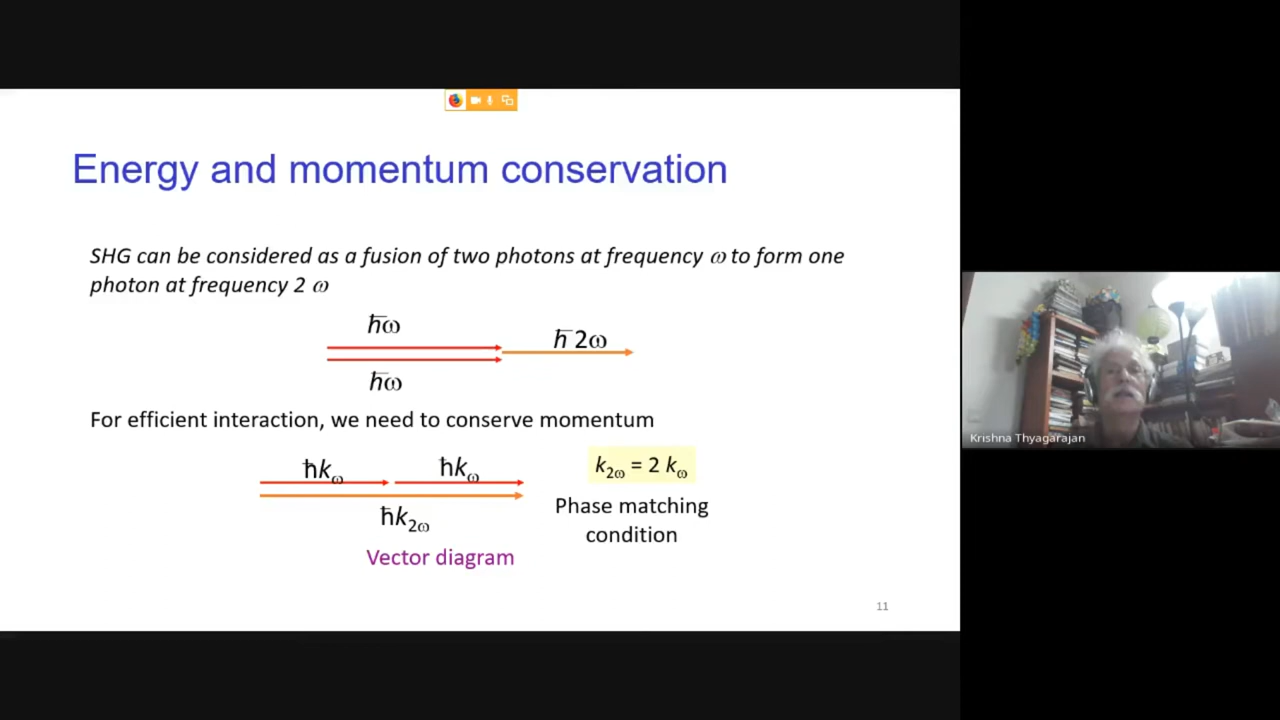 Energy and momentum conservation
SHG can be considered as a fusion of two photons at frequency ω to form one
photon at frequency 2 ω
ħω
ħ 2ω
ħω
For efficient interaction, we need to conserve momentum
ħkω ħkω
k2ω = 2 kω
ħk2ω
Phase matching
condition
Vector diagram
11
Krishna Thyagarajan